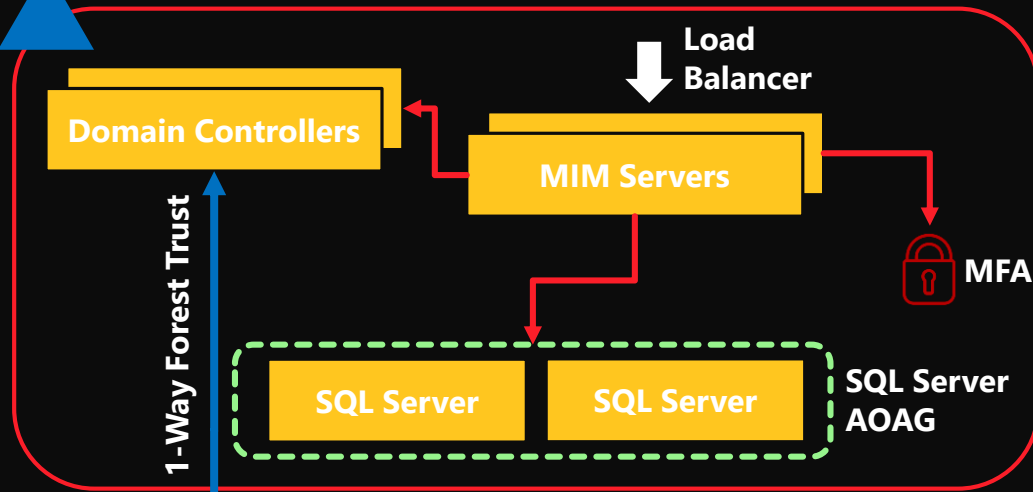 Load
Balancer
Domain Controllers
MIM Servers
1-Way Forest Trust
MFA
SQL Server
SQL Server
SQL Server
AOAG